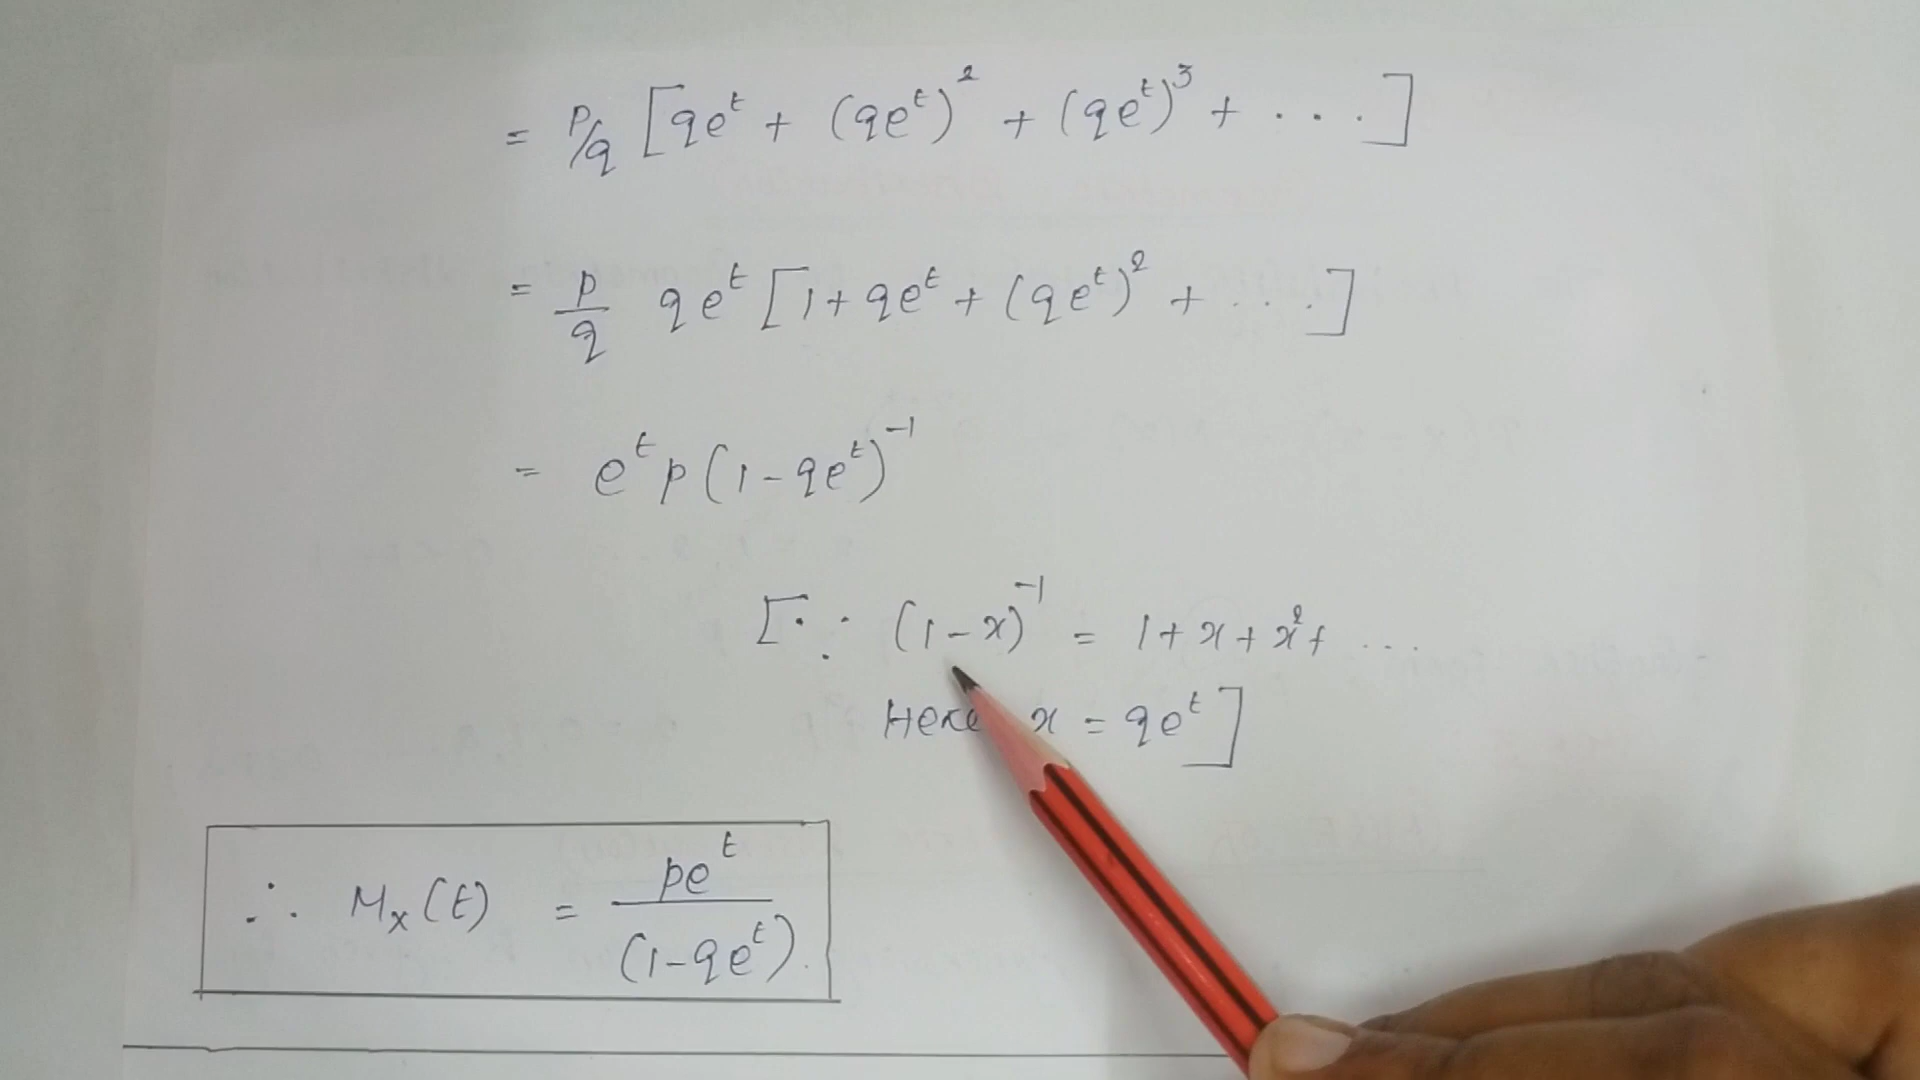 = p/q [qe^t + (qe^t)^2 + (qe^t)^3 + ....]
= p/q qe^t [1 + qe^t + (qe^t)^2 + ...]
= e^t p (1 - qe^t)^-1
[∵ (1 - x)^-1 = 1 + x + x^2 + ...
Here x = qe^t]
∴ M_x(t) = pe^t / (1 - qe^t).